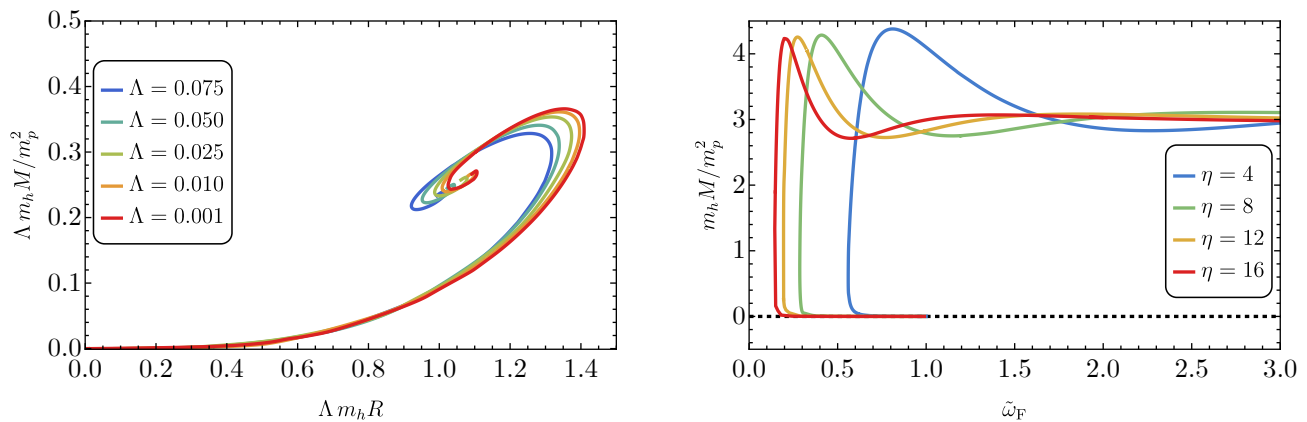 0.5
0.4
0.3
0.2
0.1
0.0
Λ m_h M/m_p^2
Λ = 0.075
Λ = 0.050
Λ = 0.025
Λ = 0.010
Λ = 0.001
0.0 0.2 0.4 0.6 0.8 1.0 1.2 1.4
Λ m_h R
4
3
2
1
0
m_h M/m_p^2
η = 4
η = 8
η = 12
η = 16
0.0 0.5 1.0 1.5 2.0 2.5 3.0
ω̃_F